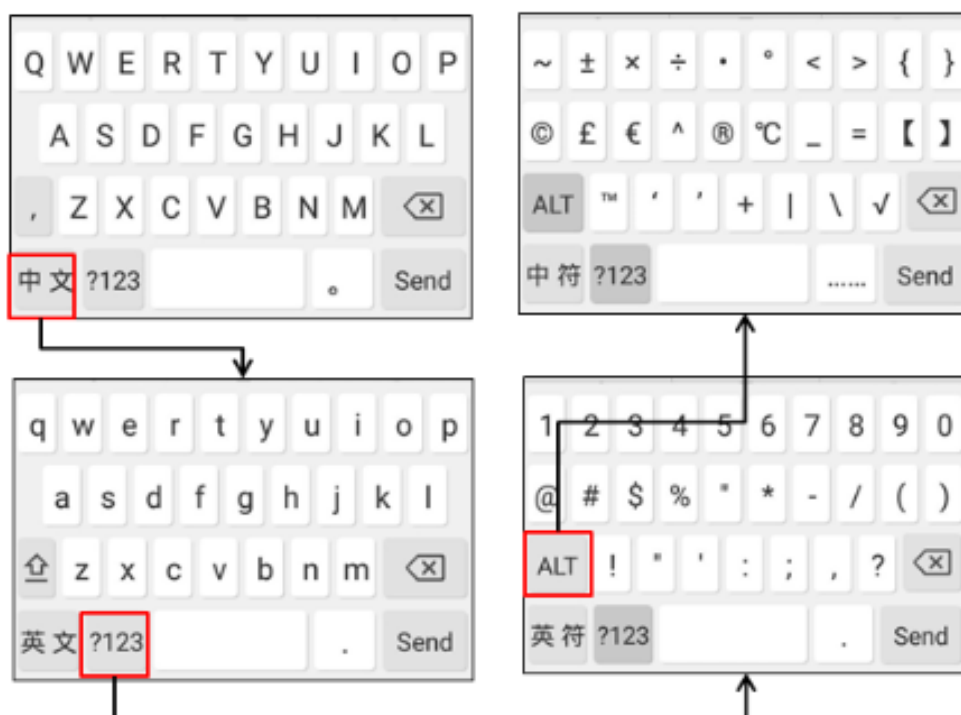 Q W E R T Y U I O P
A S D F G H J K L
, Z X C V B N M
中文 ?123 。 Send
~ ± × ÷ · ° < > { }
© £ € ^ ® ℃ _ = 【 】
ALT ™ ‘ ’ + | \ √
中符 ?123 …… Send
q w e r t y u i o p
a s d f g h j k l
z x c v b n m
英文 ?123 . Send
1 2 3 4 5 6 7 8 9 0
@ # $ % " * - / ( )
ALT ! " ' : ; , ?
英符 ?123 . Send